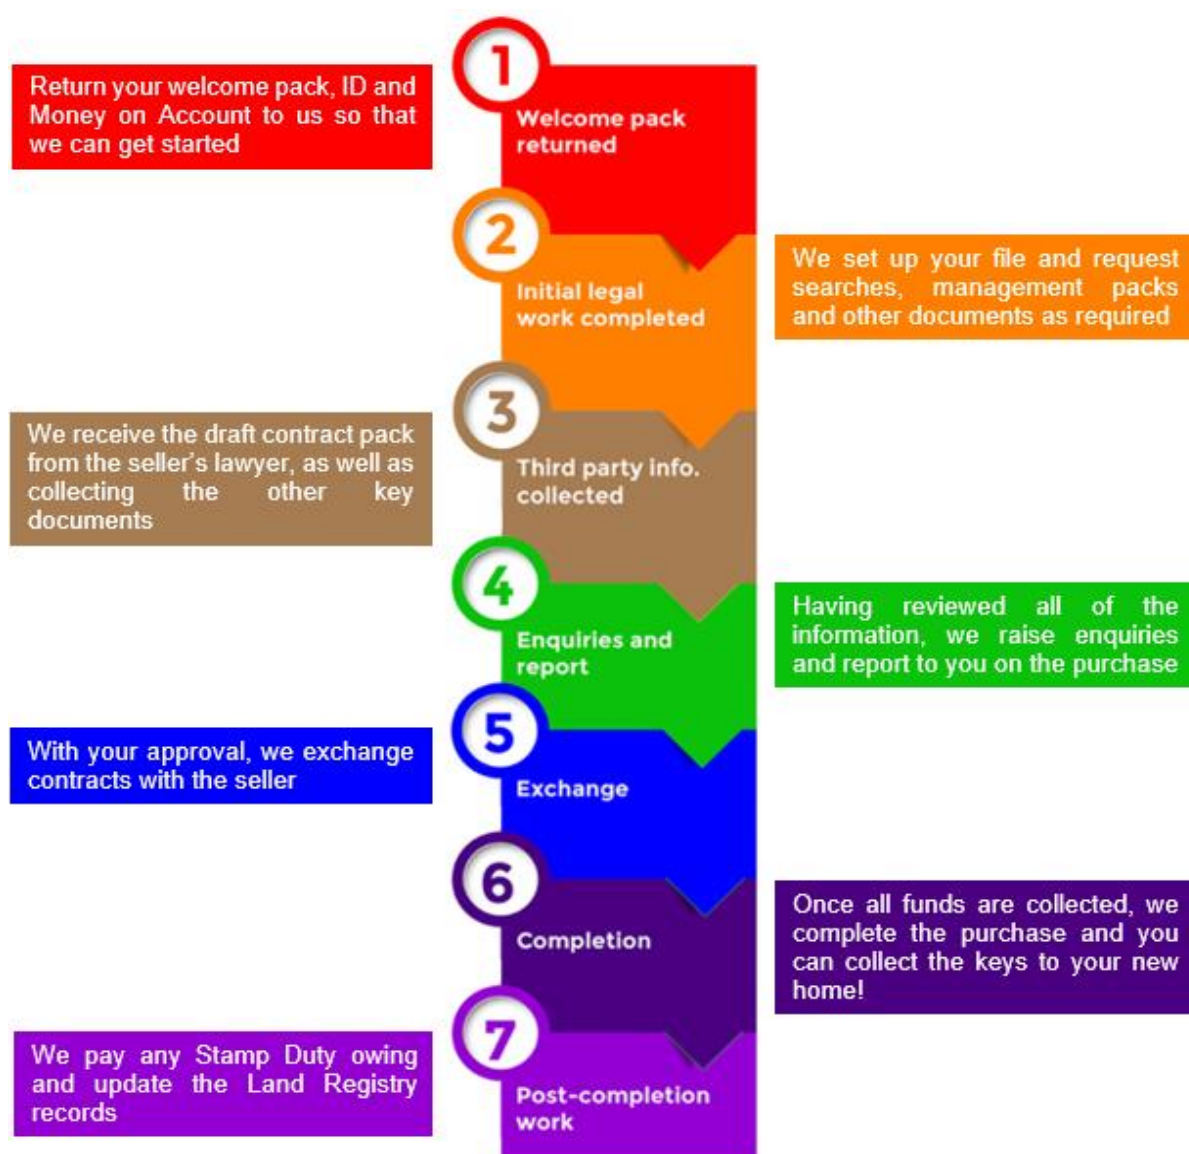 1
Return your welcome pack, ID and
Money on Account to us so that
we can get started
Welcome pack
returned
2
Initial legal
work completed
We set up your file and request
searches, management packs
and other documents as required
3
We receive the draft contract pack
from the seller's lawyer, as well as
collecting the other key
documents
Third party info.
collected
4
Enquiries and
report
Having reviewed all of the
information, we raise enquiries
and report to you on the purchase
5
With your approval, we exchange
contracts with the seller
Exchange
6
Completion
Once all funds are collected, we
complete the purchase and you
can collect the keys to your new
home!
7
We pay any Stamp Duty owing
and update the Land Registry
records
Post-completion
work